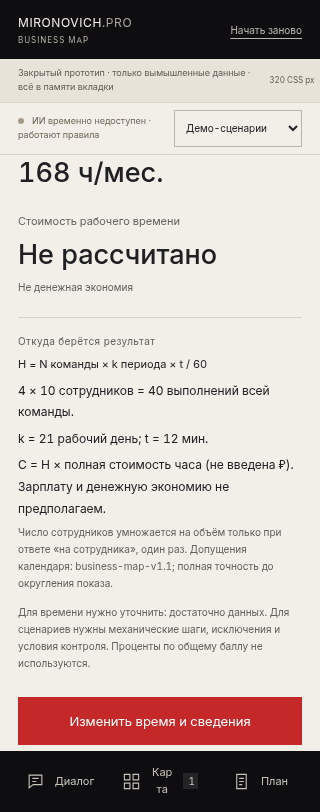 MIRONOVICH.PRO
BUSINESS MAP
Начать заново
Закрытый прототип · только вымышленные данные ·
всё в памяти вкладки
320 CSS px
ИИ временно недоступен ·
работают правила
Демо-сценарии
168 ч/мес.
Стоимость рабочего времени
Не рассчитано
Не денежная экономия
Откуда берётся результат
H = N команды × k периода × t / 60
4 × 10 сотрудников = 40 выполнений всей
команды.
k = 21 рабочий день; t = 12 мин.
C = H × полная стоимость часа (не введена ₽).
Зарплату и денежную экономию не
предполагаем.
Число сотрудников умножается на объём только при
ответе «на сотрудника», один раз. Допущения
календаря: business-map-v1.1; полная точность до
округления показа.
Для времени нужно уточнить: достаточно данных. Для
сценариев нужны механические шаги, исключения и
условия контроля. Проценты по общему баллу не
используются.
Изменить время и сведения
Диалог
Кар
та
1
План